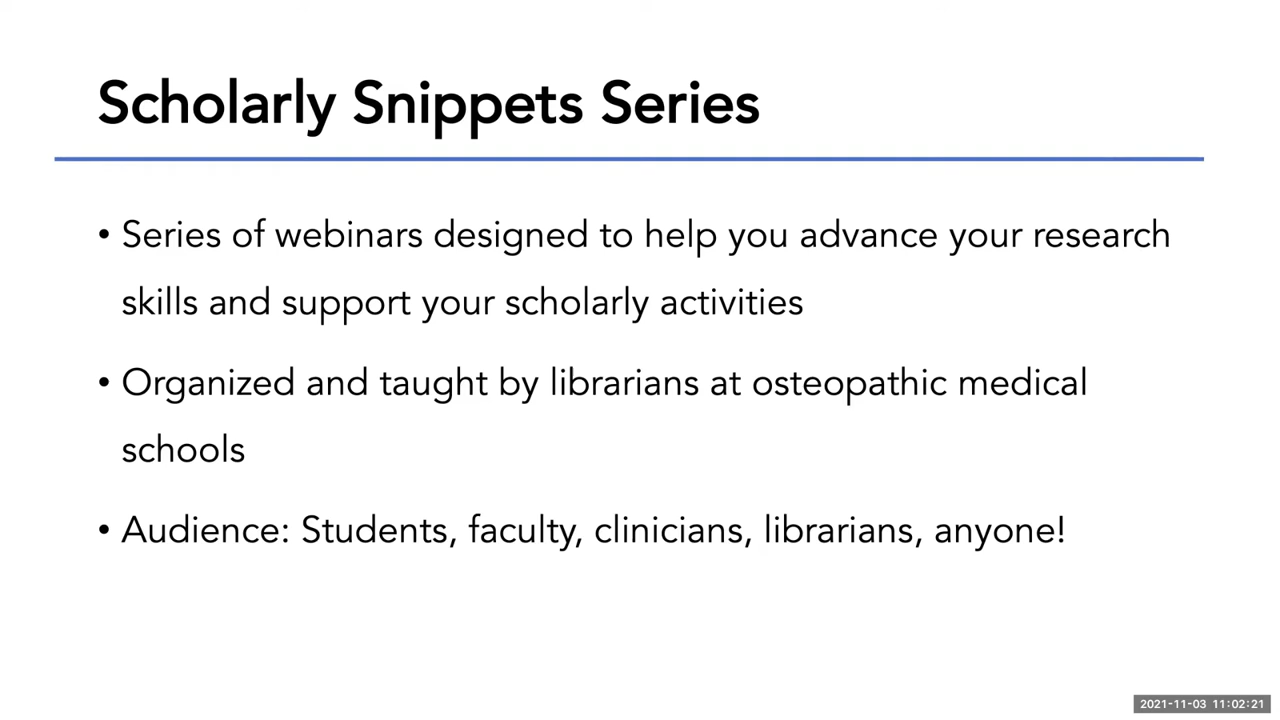 Scholarly Snippets Series
• Series of webinars designed to help you advance your research
skills and support your scholarly activities
• Organized and taught by librarians at osteopathic medical
schools
• Audience: Students, faculty, clinicians, librarians, anyone!
2021-11-03 11:02:21